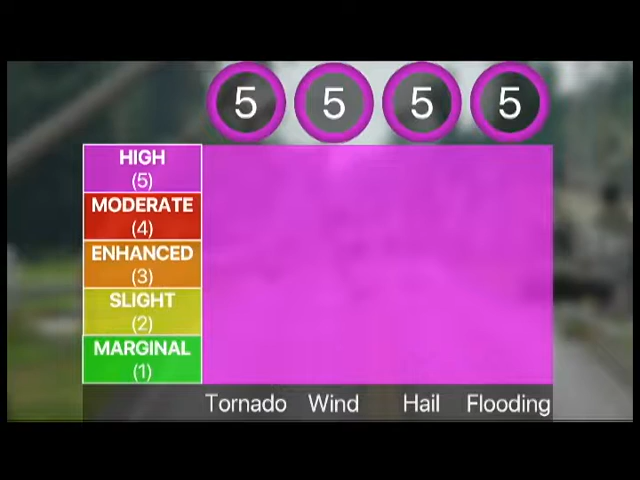 5 5 5 5
HIGH
(5)
MODERATE
(4)
ENHANCED
(3)
SLIGHT
(2)
MARGINAL
(1)
Tornado Wind Hail Flooding